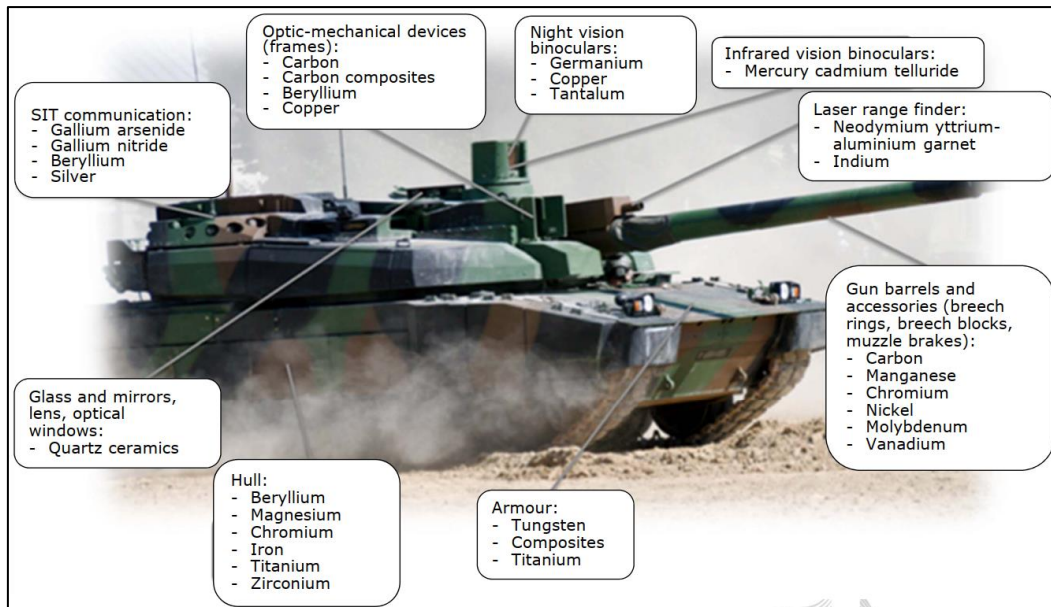 Optic-mechanical devices
(frames):
- Carbon
- Carbon composites
- Beryllium
- Copper
Night vision
binoculars:
- Germanium
- Copper
- Tantalum
Infrared vision binoculars:
- Mercury cadmium telluride
SIT communication:
- Gallium arsenide
- Gallium nitride
- Beryllium
- Silver
Laser range finder:
- Neodymium yttrium-
aluminium garnet
- Indium
Gun barrels and
accessories (breech
rings, breech blocks,
muzzle brakes):
- Carbon
- Manganese
- Chromium
- Nickel
- Molybdenum
- Vanadium
Glass and mirrors,
lens, optical
windows:
- Quartz ceramics
Hull:
- Beryllium
- Magnesium
- Chromium
- Iron
- Titanium
- Zirconium
Armour:
- Tungsten
- Composites
- Titanium